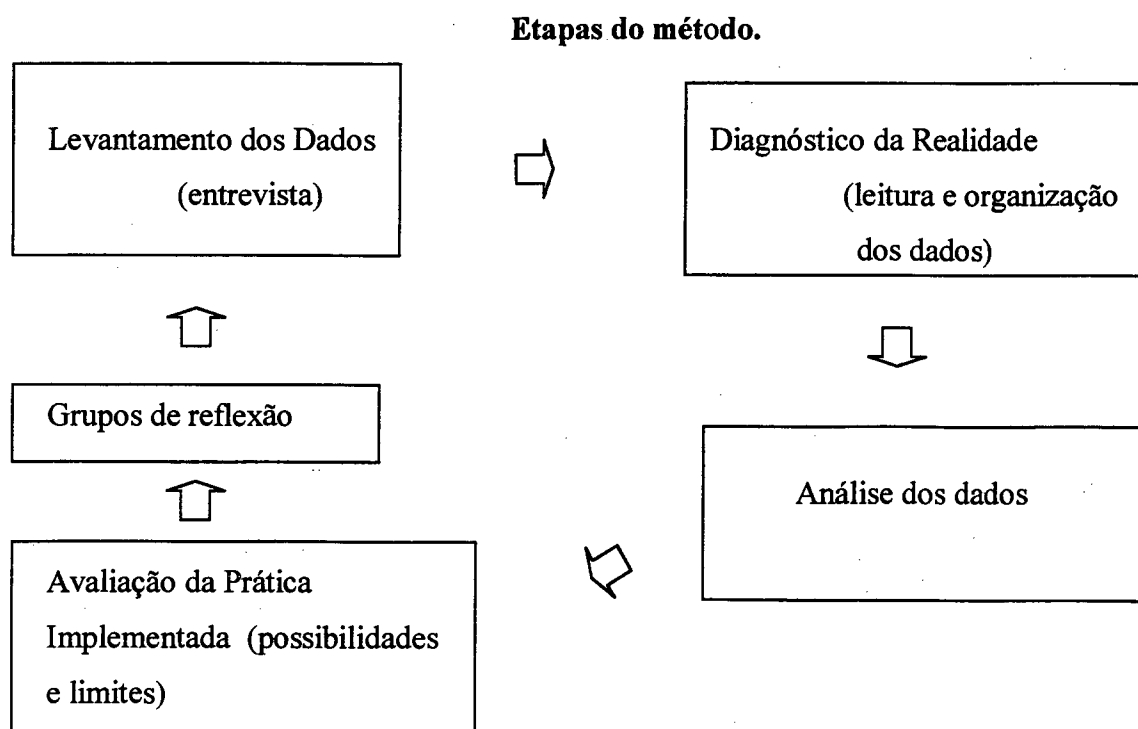 Etapas do método.
Levantamento dos Dados
(entrevista)
Diagnóstico da Realidade
(leitura e organização
dos dados)
Análise dos dados
Avaliação da Prática
Implementada (possibilidades
e limites)
Grupos de reflexão